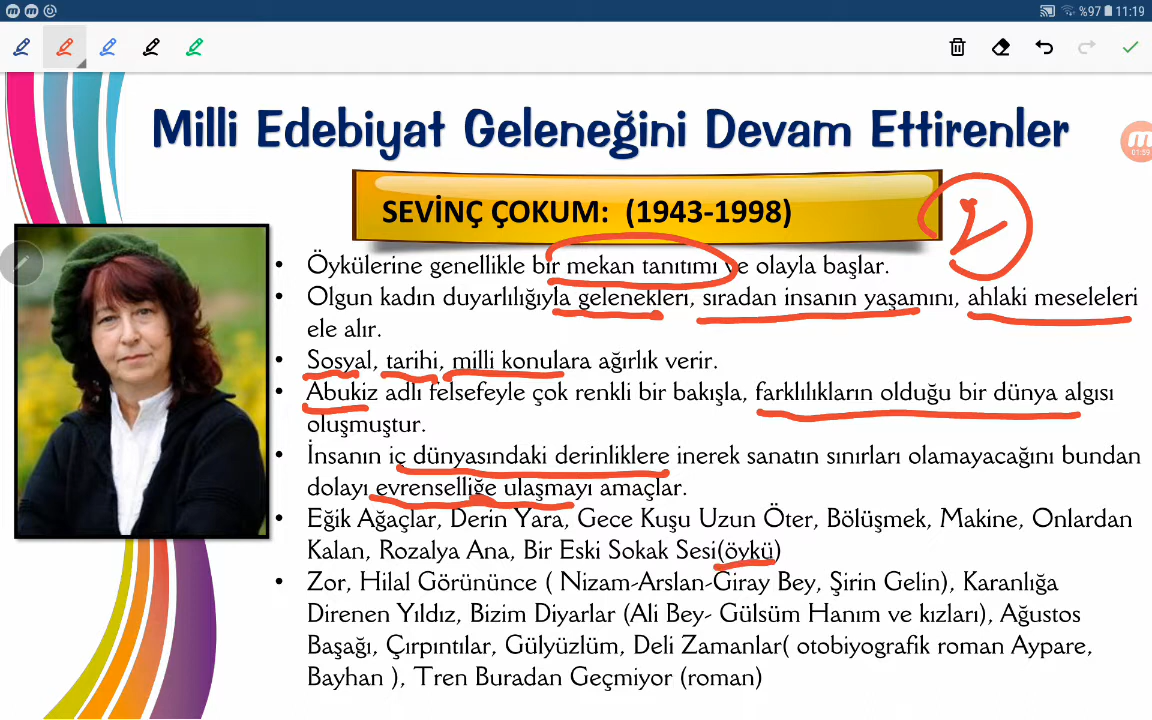 %97 11:19
Milli Edebiyat Geleneğini Devam Ettirenler
01:59
SEVİNÇ ÇOKUM: (1943-1998)
2
• Öykülerine genellikle bir mekan tanıtımı ve olayla başlar.
• Olgun kadın duyarlılığıyla gelenekleri, sıradan insanın yaşamını, ahlaki meseleleri
ele alır.
• Sosyal, tarihi, milli konulara ağırlık verir.
• Abukiz adlı felsefeyle çok renkli bir bakışla, farklılıkların olduğu bir dünya algısı
oluşmuştur.
• İnsanın iç dünyasındaki derinliklere inerek sanatın sınırları olamayacağını bundan
dolayı evrenselliğe ulaşmayı amaçlar.
• Eğik Ağaçlar, Derin Yara, Gece Kuşu Uzun Öter, Bölüşmek, Makine, Onlardan
Kalan, Rozalya Ana, Bir Eski Sokak Sesi(öykü)
• Zor, Hilal Görününce ( Nizam-Arslan-Giray Bey, Şirin Gelin), Karanlığa
Direnen Yıldız, Bizim Diyarlar (Ali Bey- Gülsüm Hanım ve kızları), Ağustos
Başağı, Çırpıntılar, Gülyüzlüm, Deli Zamanlar( otobiyografik roman Aypare,
Bayhan ), Tren Buradan Geçmiyor (roman)